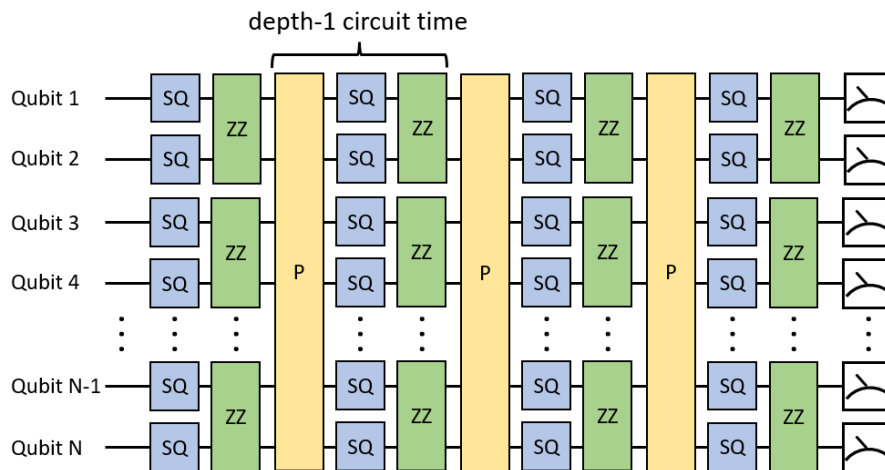 depth-1 circuit time
Qubit 1 SQ SQ SQ SQ
ZZ ZZ ZZ ZZ
Qubit 2 SQ SQ SQ SQ
Qubit 3 SQ SQ SQ SQ
ZZ P ZZ P ZZ P ZZ
Qubit 4 SQ SQ SQ SQ
Qubit N-1 SQ SQ SQ SQ
ZZ ZZ ZZ ZZ
Qubit N SQ SQ SQ SQ